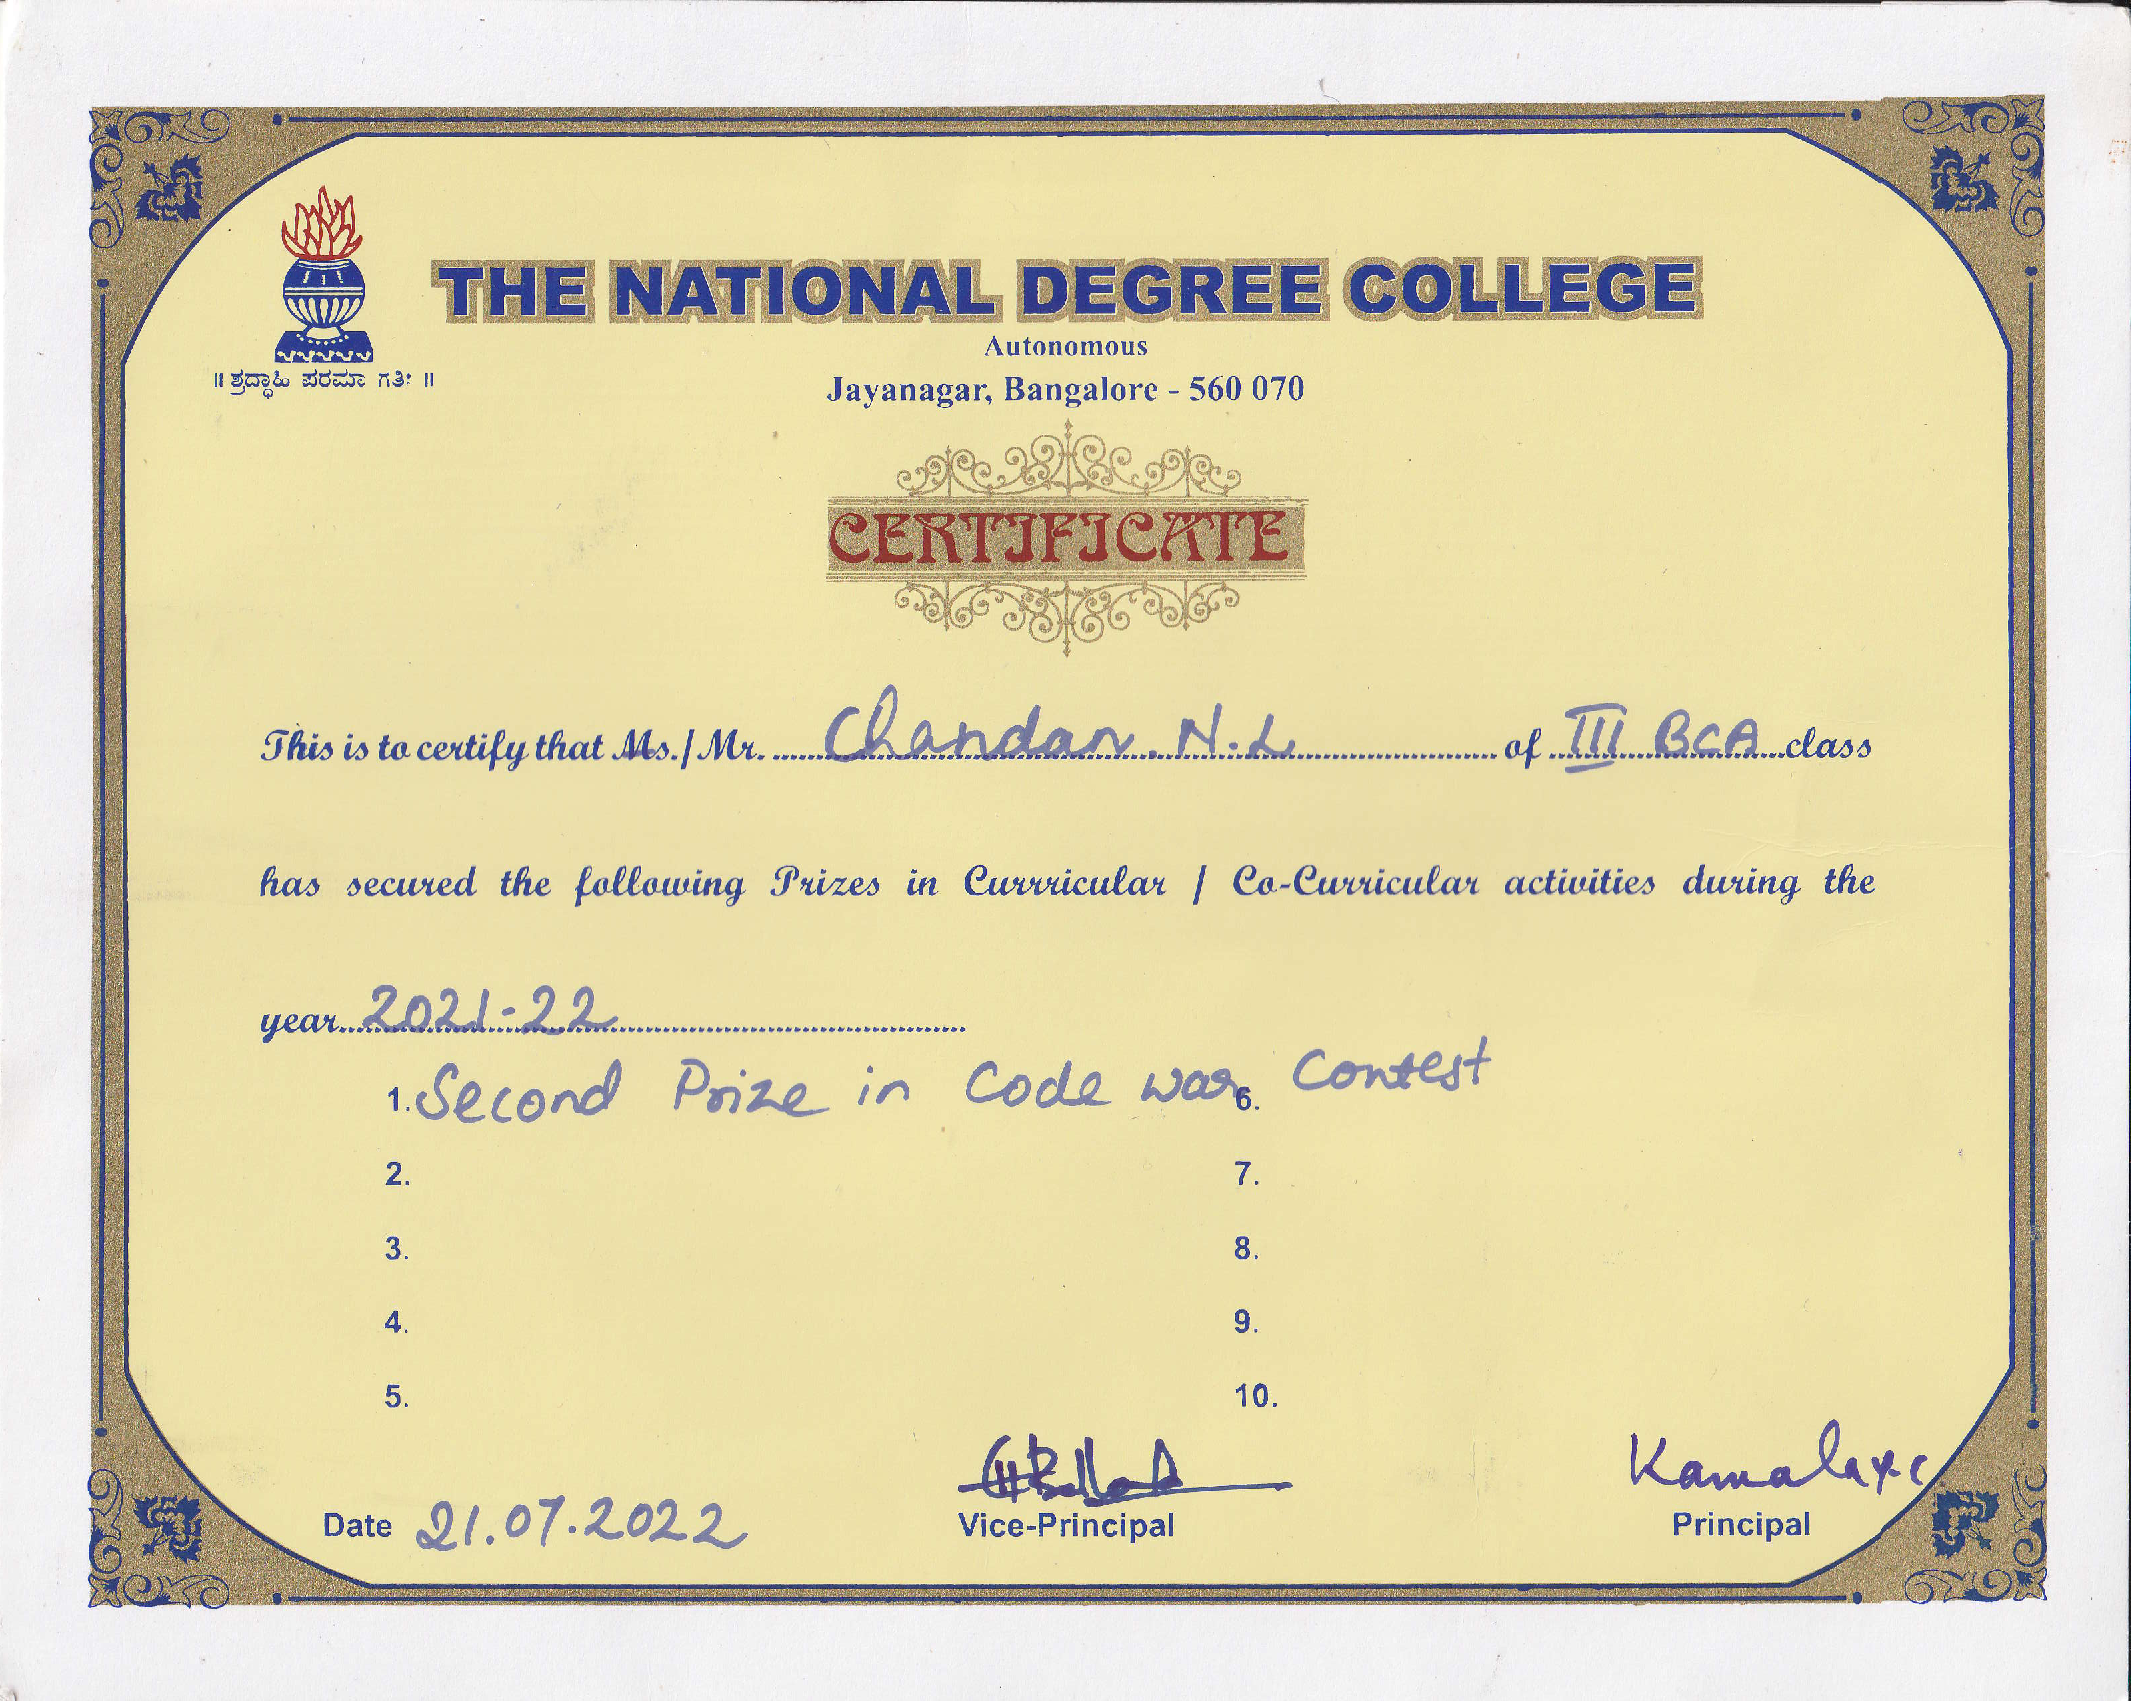 THE NATIONAL DEGREE COLLEGE
Autonomous
Jayanagar, Bangalore - 560 070
॥ ಶ್ರದ್ಧಾಹಿ ಪರಮಾ ಗತಿಃ ॥
CERTIFICATE
This is to certify that Ms./ Mr. Chandan. N.L of III BCA class
has secured the following Prizes in Currricular / Co-Curricular activities during the
year 2021-22
1. Second Prize in Code war Contest
6.
2. 7.
3. 8.
4. 9.
5. 10.
Date 21.07.2022
Vice-Principal
Principal